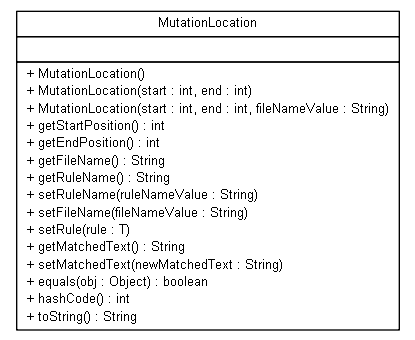 MutationLocation
+ MutationLocation()
+ MutationLocation(start : int, end : int)
+ MutationLocation(start : int, end : int, fileNameValue : String)
+ getStartPosition() : int
+ getEndPosition() : int
+ getFileName() : String
+ getRuleName() : String
+ setRuleName(ruleNameValue : String)
+ setFileName(fileNameValue : String)
+ setRule(rule : T)
+ getMatchedText() : String
+ setMatchedText(newMatchedText : String)
+ equals(obj : Object) : boolean
+ hashCode() : int
+ toString() : String